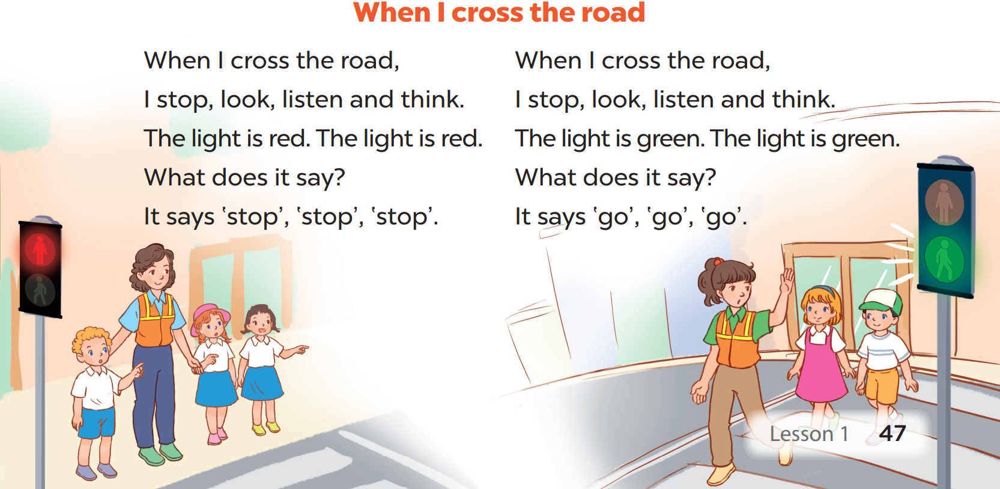 When I cross the road
When I cross the road,
I stop, look, listen and think.
The light is red. The light is red.
What does it say?
It says ‘stop’, ‘stop’, ‘stop’.
When I cross the road,
I stop, look, listen and think.
The light is green. The light is green.
What does it say?
It says ‘go’, ‘go’, ‘go’.
Lesson 1 47